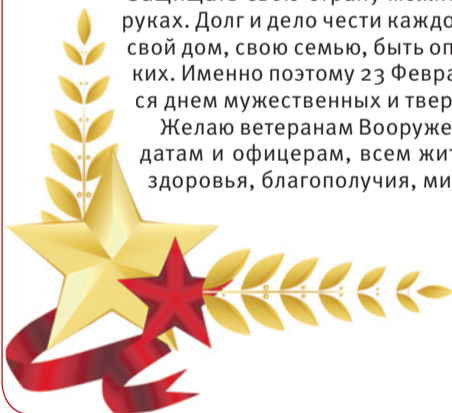 руках. Долг и дело чести каждо
свой дом, свою семью, быть оп
ких. Именно поэтому 23 Февра
ся днем мужественных и твер
Желаю ветеранам Вооруже
датам и офицерам, всем жит
здоровья, благополучия, ми